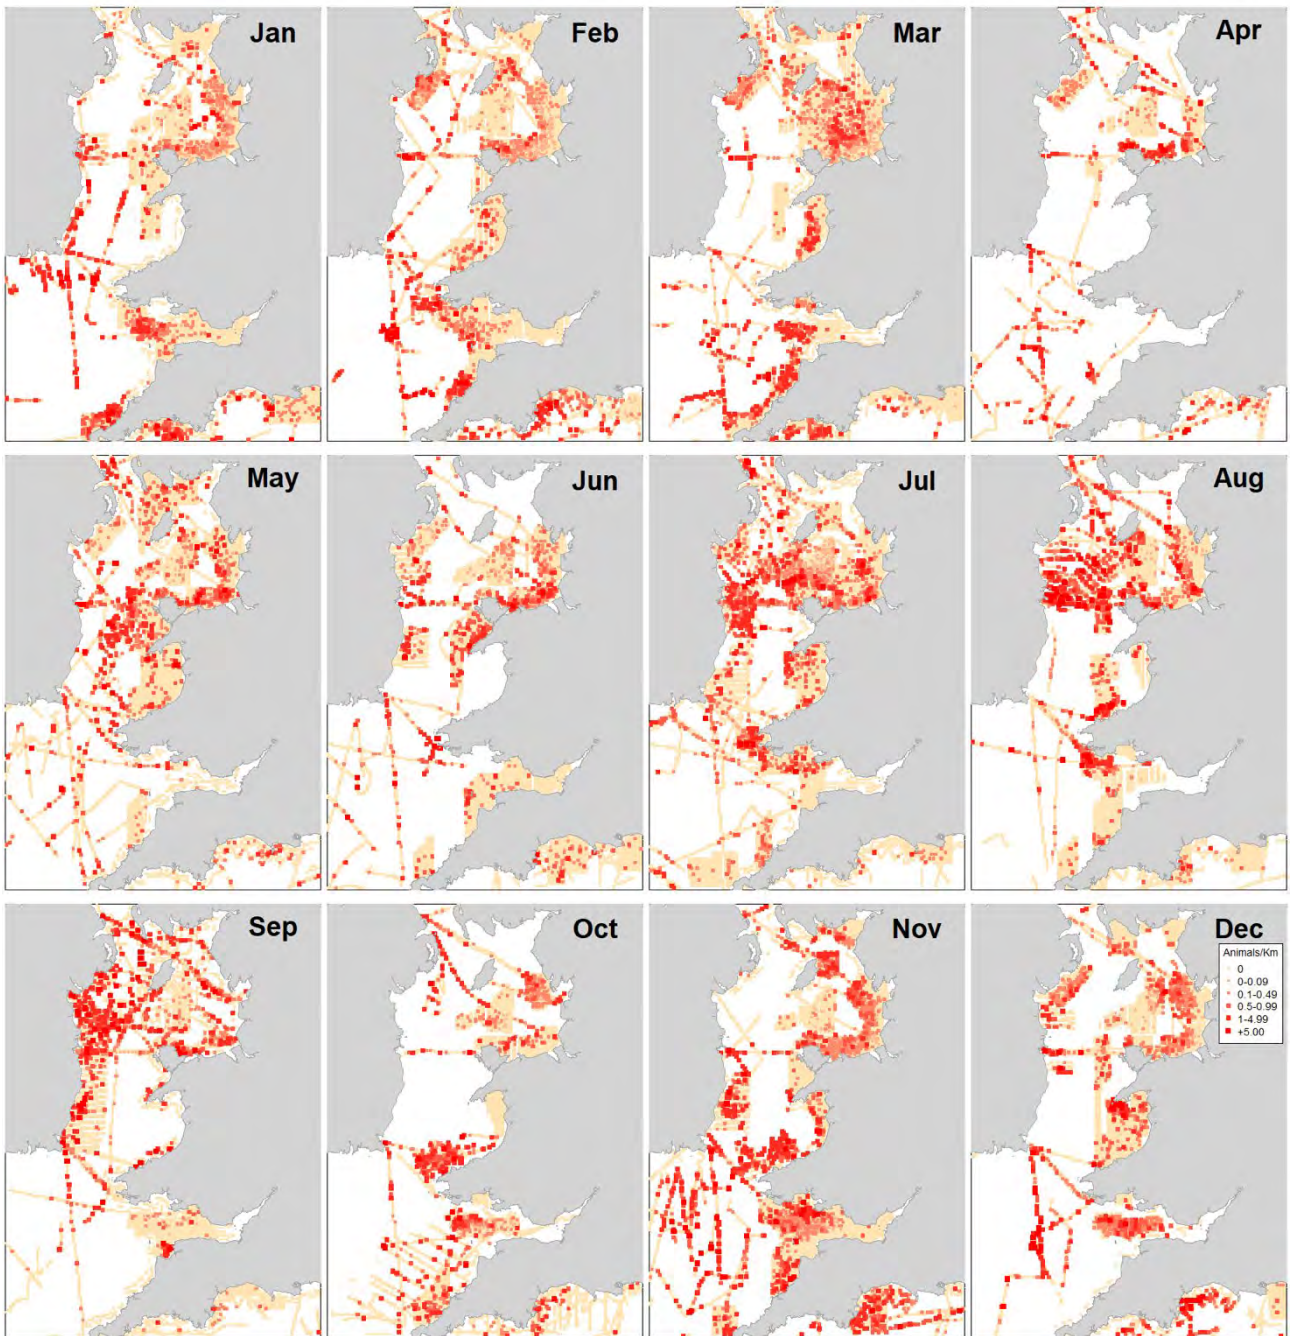 Jan
Feb
Mar
Apr
May
Jun
Jul
Aug
Sep
Oct
Nov
Dec
Animals/Km
0
0-0.09
0.1-0.49
0.5-0.99
1-4.99
+5.00